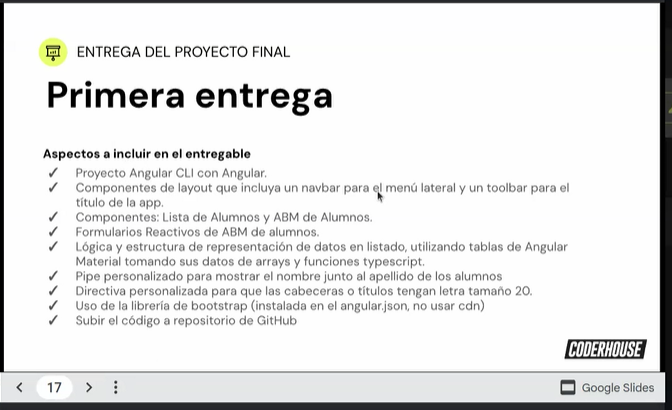 ENTREGA DEL PROYECTO FINAL
Primera entrega
Aspectos a incluir en el entregable
✓ Proyecto Angular CLI con Angular.
✓ Componentes de layout que incluya un navbar para el menú lateral y un toolbar para el
título de la app.
✓ Componentes: Lista de Alumnos y ABM de Alumnos.
✓ Formularios Reactivos de ABM de alumnos.
✓ Lógica y estructura de representación de datos en listado, utilizando tablas de Angular
Material tomando sus datos de arrays y funciones typescript.
✓ Pipe personalizado para mostrar el nombre junto al apellido de los alumnos
✓ Directiva personalizada para que las cabeceras o títulos tengan letra tamaño 20.
✓ Uso de la librería de bootstrap (instalada en el angular.json, no usar cdn)
✓ Subir el código a repositorio de GitHub
CODERHOUSE
17
Google Slides